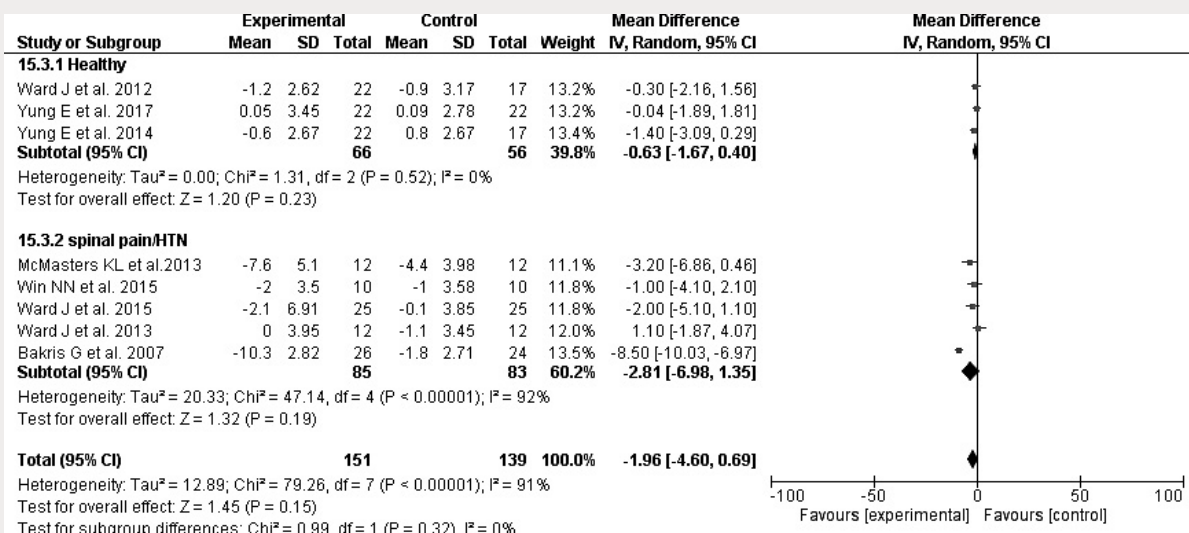 Experimental Control Mean Difference Mean Difference
Study or Subgroup Mean SD Total Mean SD Total Weight IV, Random, 95% CI IV, Random, 95% CI
15.3.1 Healthy
Ward J et al. 2012 -1.2 2.62 22 -0.9 3.17 17 13.2% -0.30 [-2.16, 1.56]
Yung E et al. 2017 0.05 3.45 22 0.09 2.78 22 13.2% -0.04 [-1.89, 1.81]
Yung E et al. 2014 -0.6 2.67 22 0.8 2.67 17 13.4% -1.40 [-3.09, 0.29]
Subtotal (95% CI) 66 56 39.8% -0.63 [-1.67, 0.40]
Heterogeneity: Tau² = 0.00; Chi² = 1.31, df = 2 (P = 0.52); I² = 0%
Test for overall effect: Z = 1.20 (P = 0.23)
15.3.2 spinal pain/HTN
McMasters KL et al.2013 -7.6 5.1 12 -4.4 3.98 12 11.1% -3.20 [-6.86, 0.46]
Win NN et al. 2015 -2 3.5 10 -1 3.58 10 11.8% -1.00 [-4.10, 2.10]
Ward J et al. 2015 -2.1 6.91 25 -0.1 3.85 25 11.8% -2.00 [-5.10, 1.10]
Ward J et al. 2013 0 3.95 12 -1.1 3.45 12 12.0% 1.10 [-1.87, 4.07]
Bakris G et al. 2007 -10.3 2.82 26 -1.8 2.71 24 13.5% -8.50 [-10.03, -6.97]
Subtotal (95% CI) 85 83 60.2% -2.81 [-6.98, 1.35]
Heterogeneity: Tau² = 20.33; Chi² = 47.14, df = 4 (P < 0.00001); I² = 92%
Test for overall effect: Z = 1.32 (P = 0.19)
Total (95% CI) 151 139 100.0% -1.96 [-4.60, 0.69]
Heterogeneity: Tau² = 12.89; Chi² = 79.26, df = 7 (P < 0.00001); I² = 91%
-100 -50 0 50 100
Test for overall effect: Z = 1.45 (P = 0.15)
Favours [experimental] Favours [control]
Test for subgroup differences: Chi² = 0.99, df = 1 (P = 0.32), I² = 0%